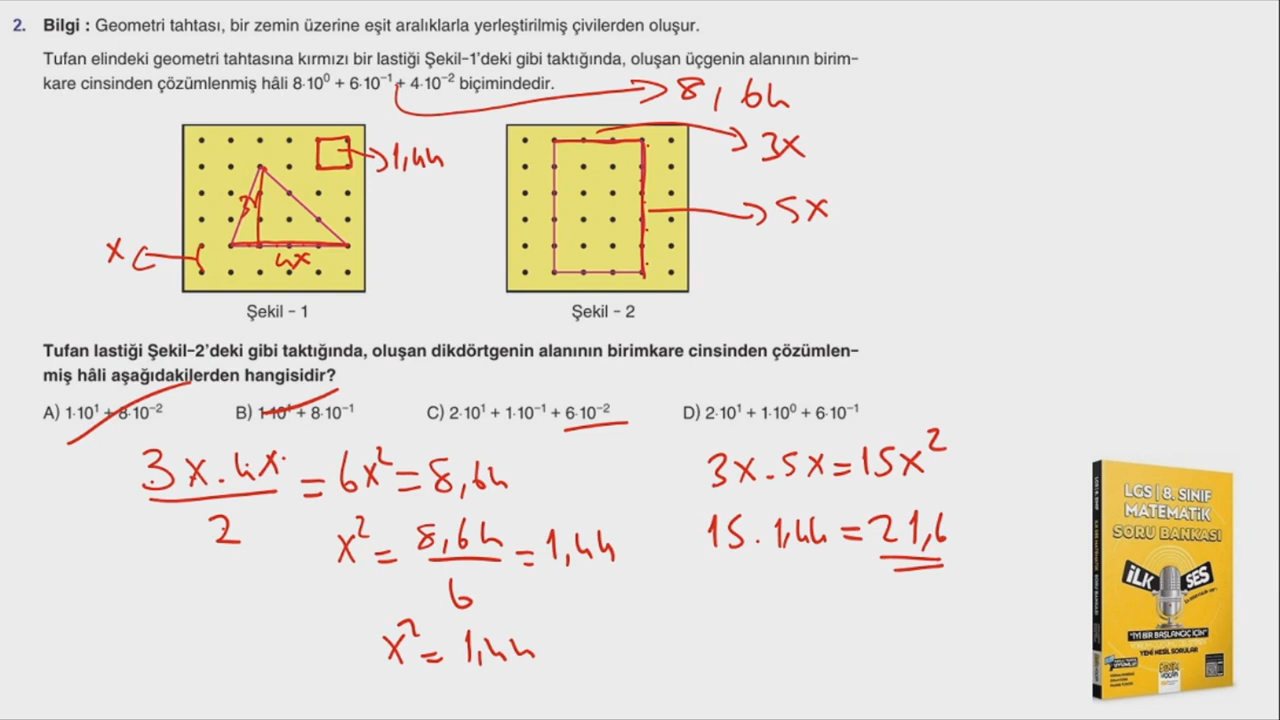 2. Bilgi : Geometri tahtası, bir zemin üzerine eşit aralıklarla yerleştirilmiş çivilerden oluşur.
Tufan elindeki geometri tahtasına kırmızı bir lastiği Şekil-1'deki gibi taktığında, oluşan üçgenin alanının birim-
kare cinsinden çözümlenmiş hâli 8·10⁰ + 6·10⁻¹ + 4·10⁻² biçimindedir.
8,64
3x
1,44
3x
5x
x
4x
Şekil - 1
Şekil - 2
Tufan lastiği Şekil-2'deki gibi taktığında, oluşan dikdörtgenin alanının birimkare cinsinden çözümlen-
miş hâli aşağıdakilerden hangisidir?
A) 1·10¹ + 8·10⁻² B) 1·10¹ + 8·10⁻¹ C) 2·10¹ + 1·10⁻¹ + 6·10⁻² D) 2·10¹ + 1·10⁰ + 6·10⁻¹
3x.4x / 2 = 6x² = 8,64
3x.5x=15x²
x² = 8,64 / 6 = 1,44
15.1,44 = 21,6
x² = 1,44
LGS | 8. SINIF
MATEMATİK
SORU BANKASI
İLK SES
"İYİ BİR BAŞLANGIÇ İÇİN"
YENİ NESİL SORULAR